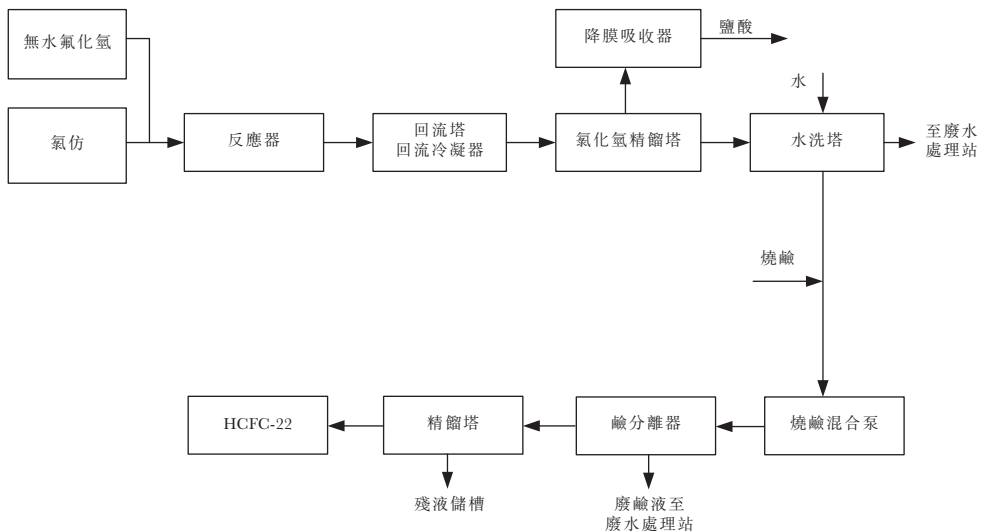 無水氟化氫
降膜吸收器
鹽酸
水
氯仿
反應器
回流塔
回流冷凝器
氯化氫精餾塔
水洗塔
至廢水
處理站
燒鹼
HCFC-22
精餾塔
鹼分離器
燒鹼混合泵
殘液儲槽
廢鹼液至
廢水處理站